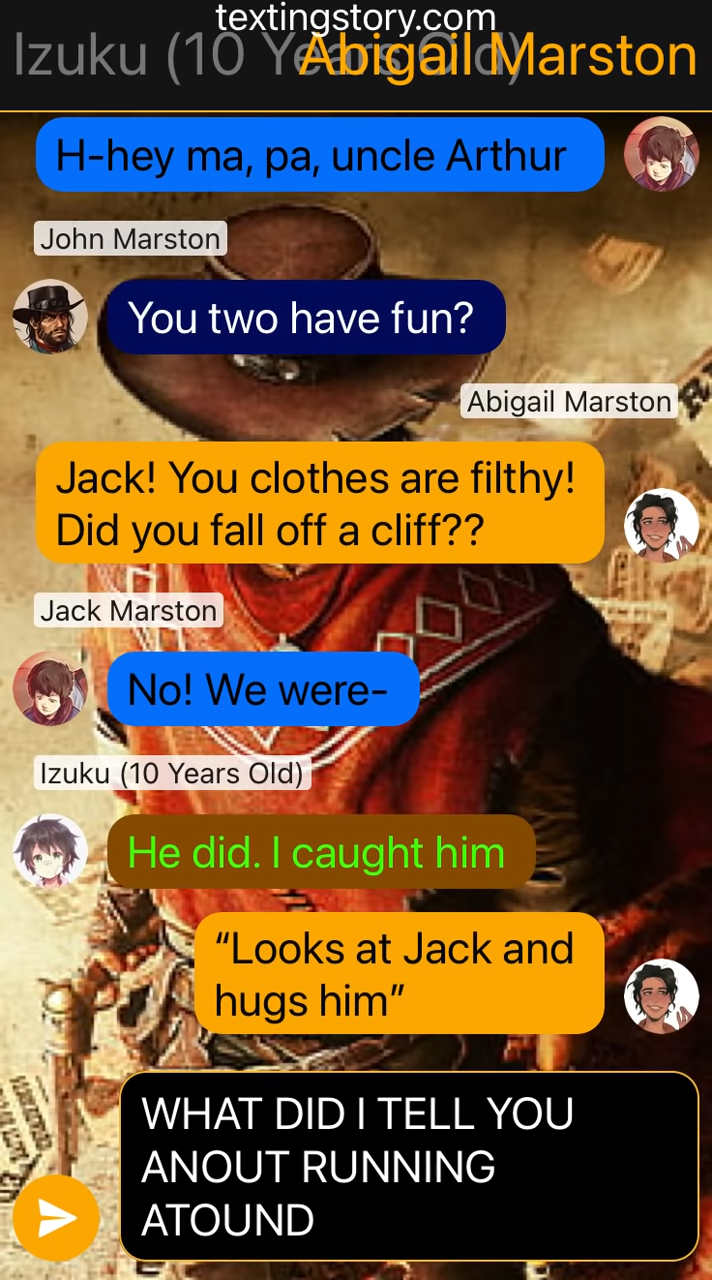 textingstory.com
Izuku (10 Years Old)
Abigail Marston
H-hey ma, pa, uncle Arthur
John Marston
You two have fun?
Abigail Marston
Jack! You clothes are filthy!
Did you fall off a cliff??
Jack Marston
No! We were-
Izuku (10 Years Old)
He did. I caught him
“Looks at Jack and
hugs him”
WHAT DID I TELL YOU
ANOUT RUNNING
ATOUND